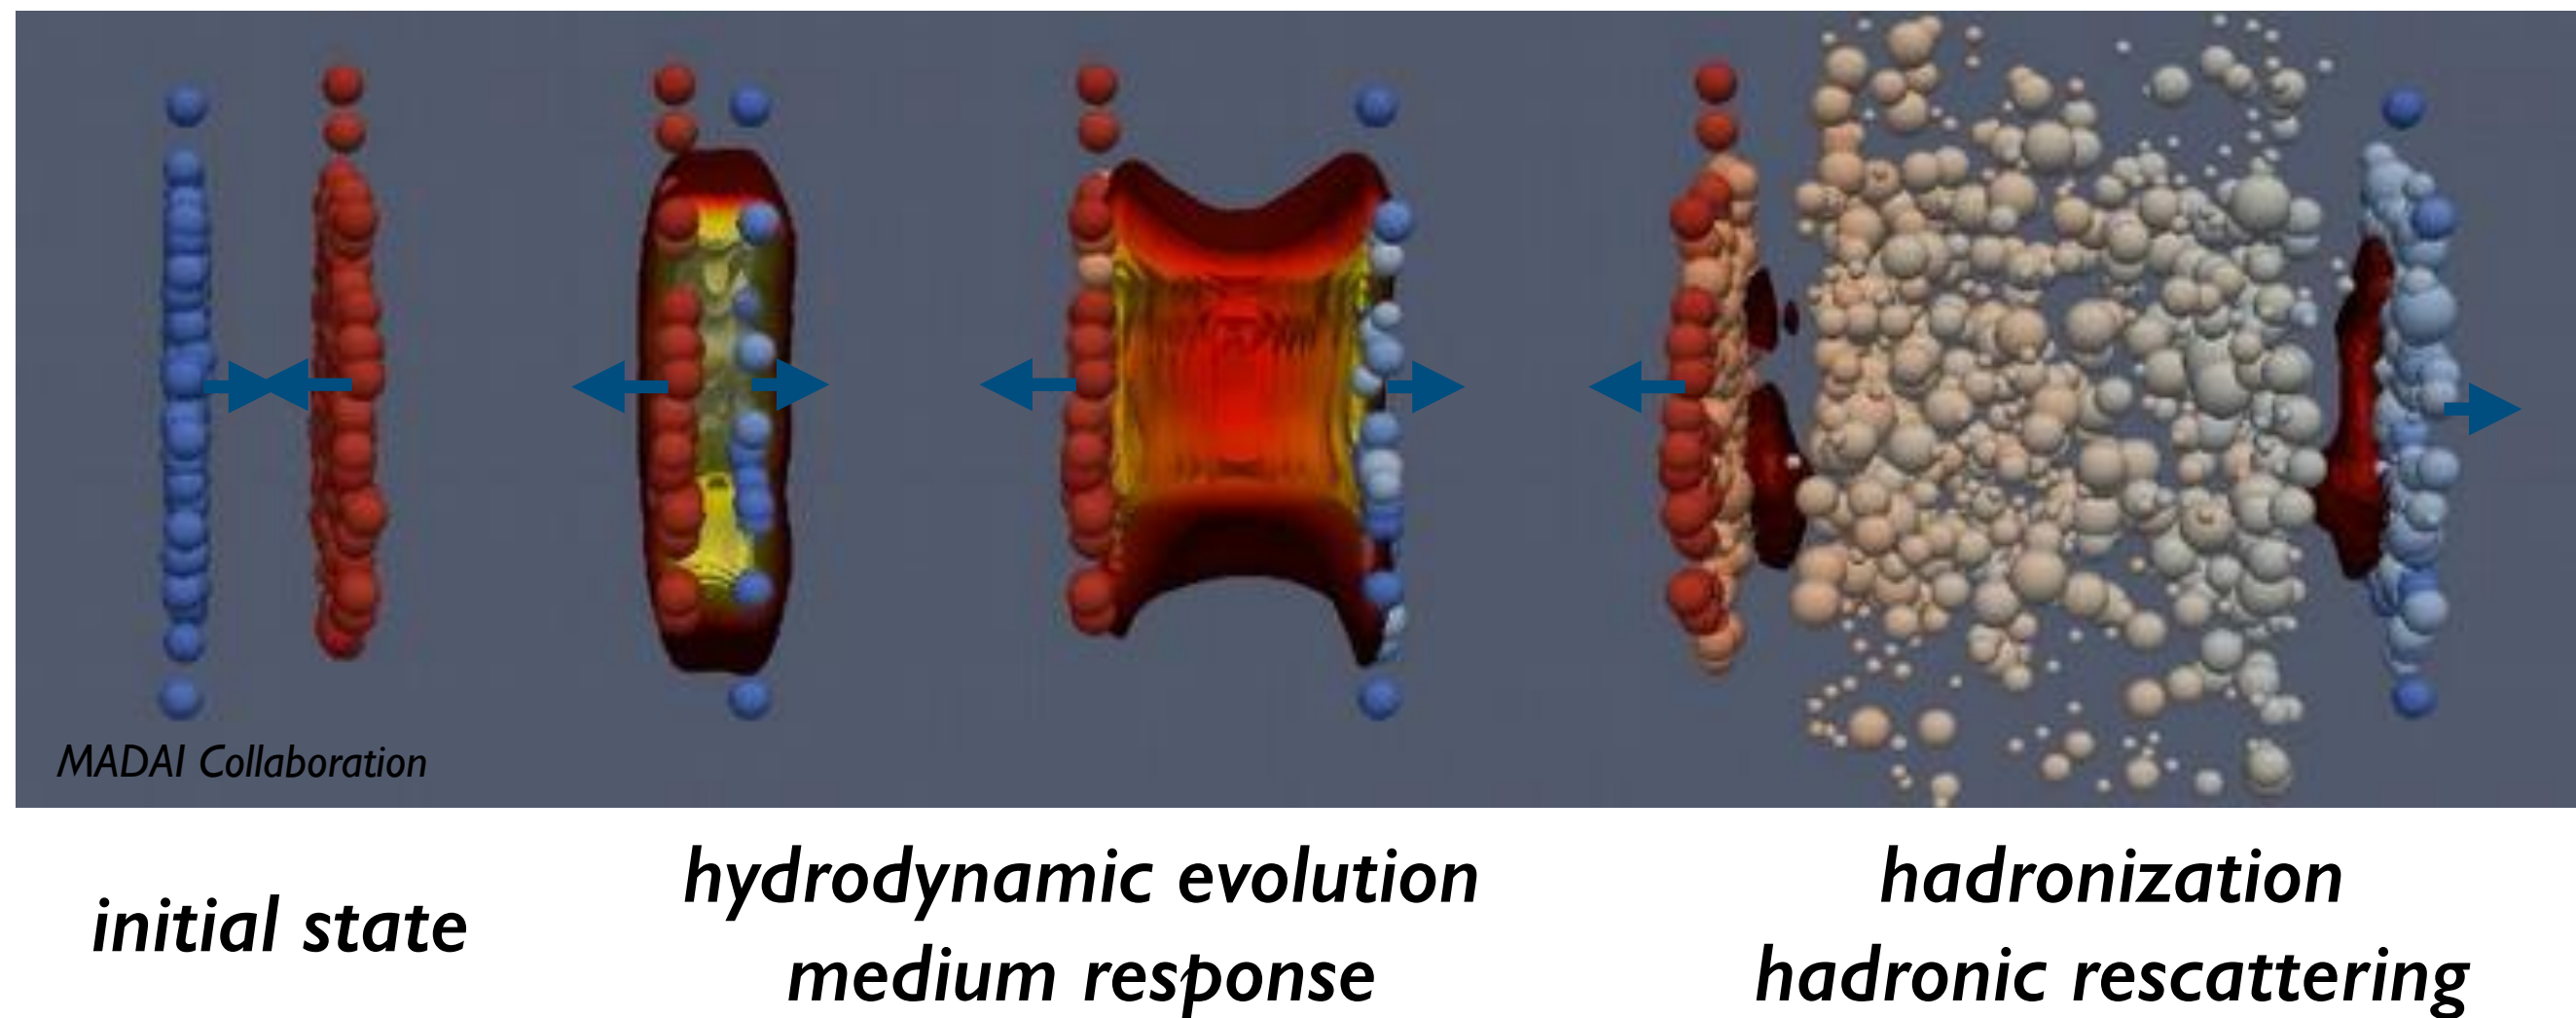 MADAI Collaboration
initial state
hydrodynamic evolution
medium response
hadronization
hadronic rescattering